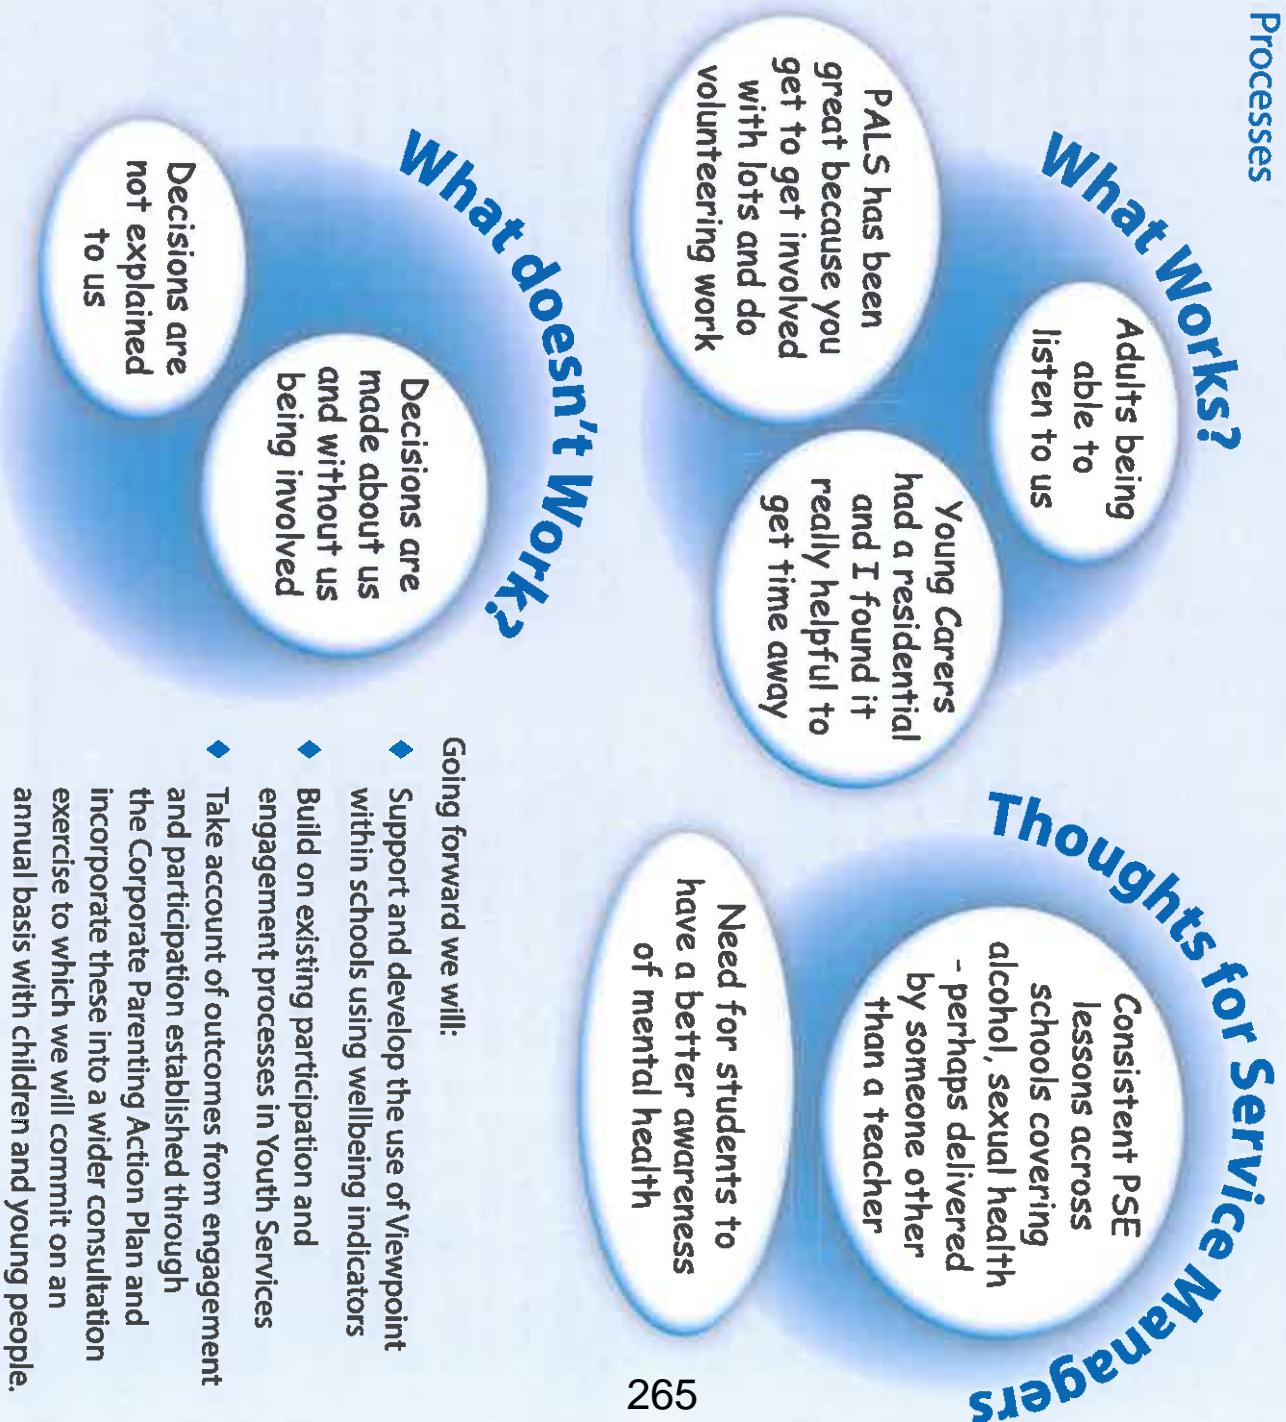 Processes
What Works?
Adults being
able to
listen to us
PALS has been
great because you
get to get involved
with lots and do
volunteering work
Young Carers
had a residential
and I found it
really helpful to
get time away
What doesn't Work?
Decisions are
made about us
and without us
being involved
Decisions are
not explained
to us
Thoughts for Service Managers
Consistent PSE
lessons across
schools covering
alcohol, sexual health
- perhaps delivered
by someone other
than a teacher
Need for students to
have a better awareness
of mental health
Going forward we will:
◆ Support and develop the use of Viewpoint
within schools using wellbeing indicators
◆ Build on existing participation and
engagement processes in Youth Services
◆ Take account of outcomes from engagement
and participation established through
the Corporate Parenting Action Plan and
incorporate these into a wider consultation
exercise to which we will commit on an
annual basis with children and young people.
265